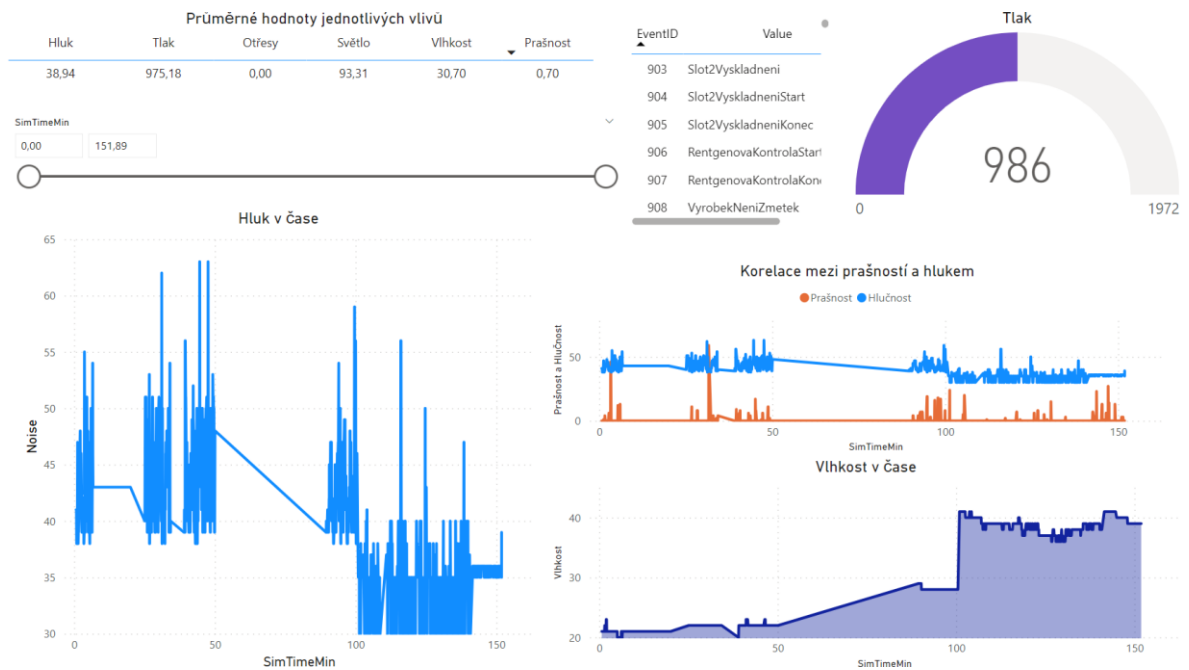 Průměrné hodnoty jednotlivých vlivů
Hluk Tlak Otřesy Světlo Vlhkost Prašnost
38,94 975,18 0,00 93,31 30,70 0,70
SimTimeMin
0,00 151,89
EventID Value
903 Slot2Vyskladneni
904 Slot2VyskladneniStart
905 Slot2VyskladneniKonec
906 RentgenovaKontrolaStart
907 RentgenovaKontrolaKon
908 VyrobekNeniZmetek
Tlak
986
0 1972
Hluk v čase
65
60
55
50
45
40
35
30
Noise
0 50 100 150
SimTimeMin
Korelace mezi prašností a hlukem
Prašnost Hlučnost
Prašnost a Hlučnost
50
0
0 50 100 150
SimTimeMin
Vlhkost v čase
Vlhkost
40
30
20
0 50 100 150
SimTimeMin